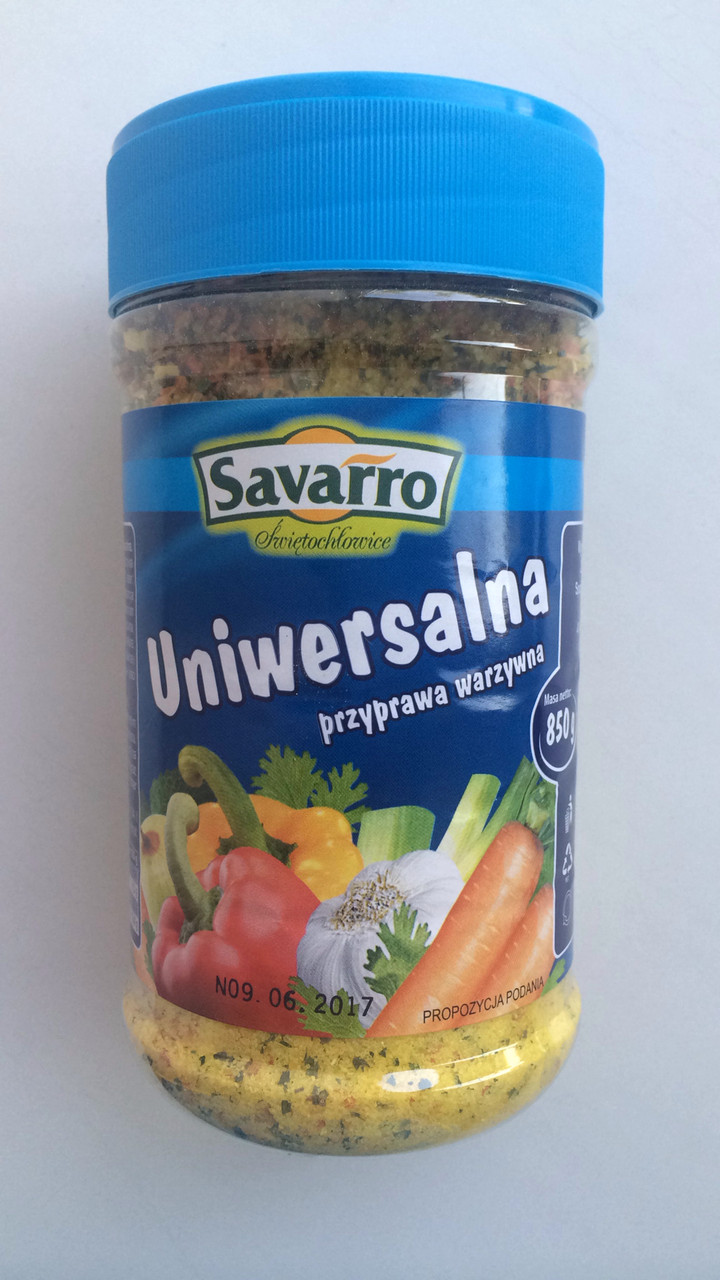 Savarro
Świętochłowice
Uniwersalna
przyprawa warzywna
Masa netto:
850g
N09. 06. 2017
PROPOZYCJA PODANIA